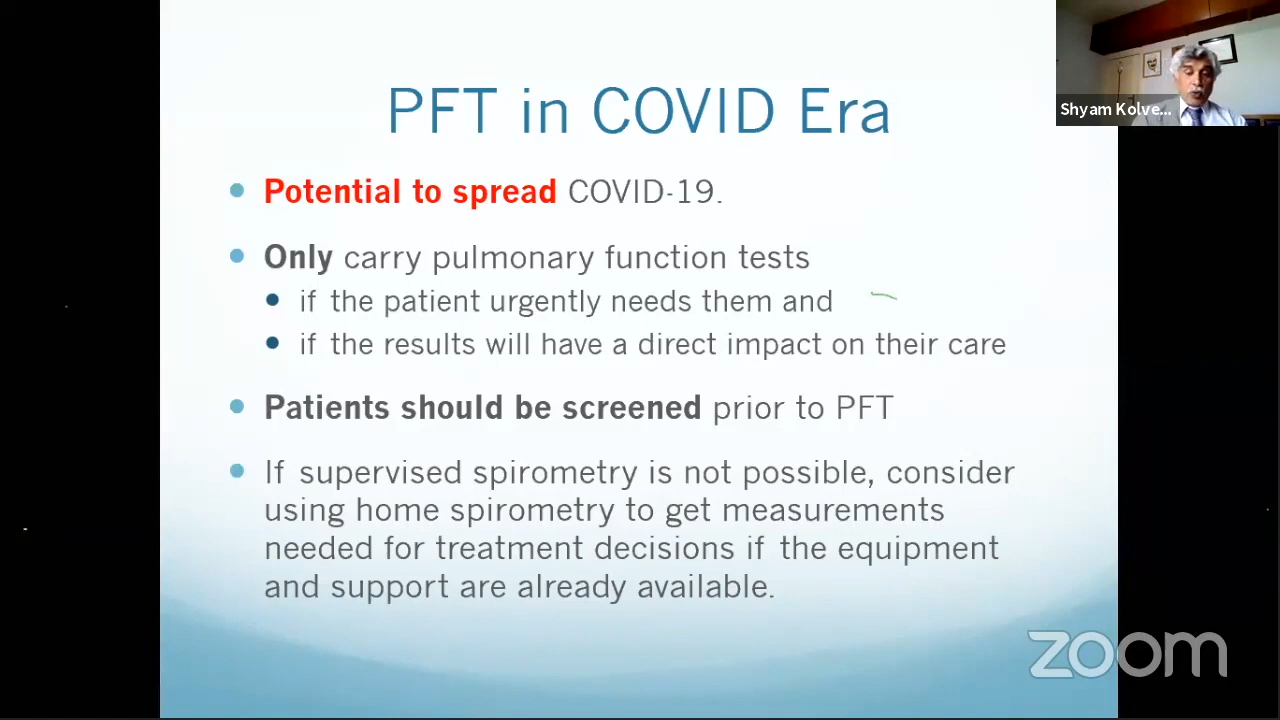 PFT in COVID Era
Shyam Kolve...
Potential to spread COVID-19.
Only carry pulmonary function tests
if the patient urgently needs them and
if the results will have a direct impact on their care
Patients should be screened prior to PFT
If supervised spirometry is not possible, consider
using home spirometry to get measurements
needed for treatment decisions if the equipment
and support are already available.
zoom